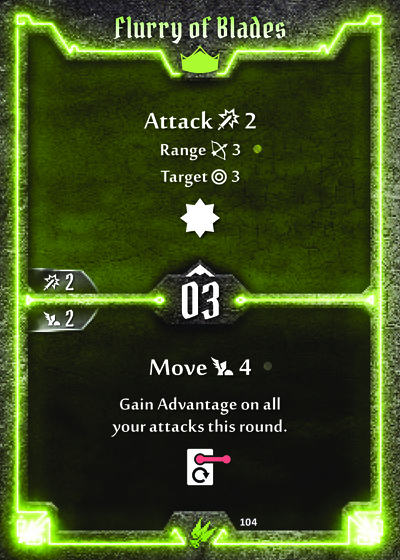 Flurry of Blades
Attack 2
Range 3
Target 3
2
03
2
Move 4
Gain Advantage on all
your attacks this round.
104